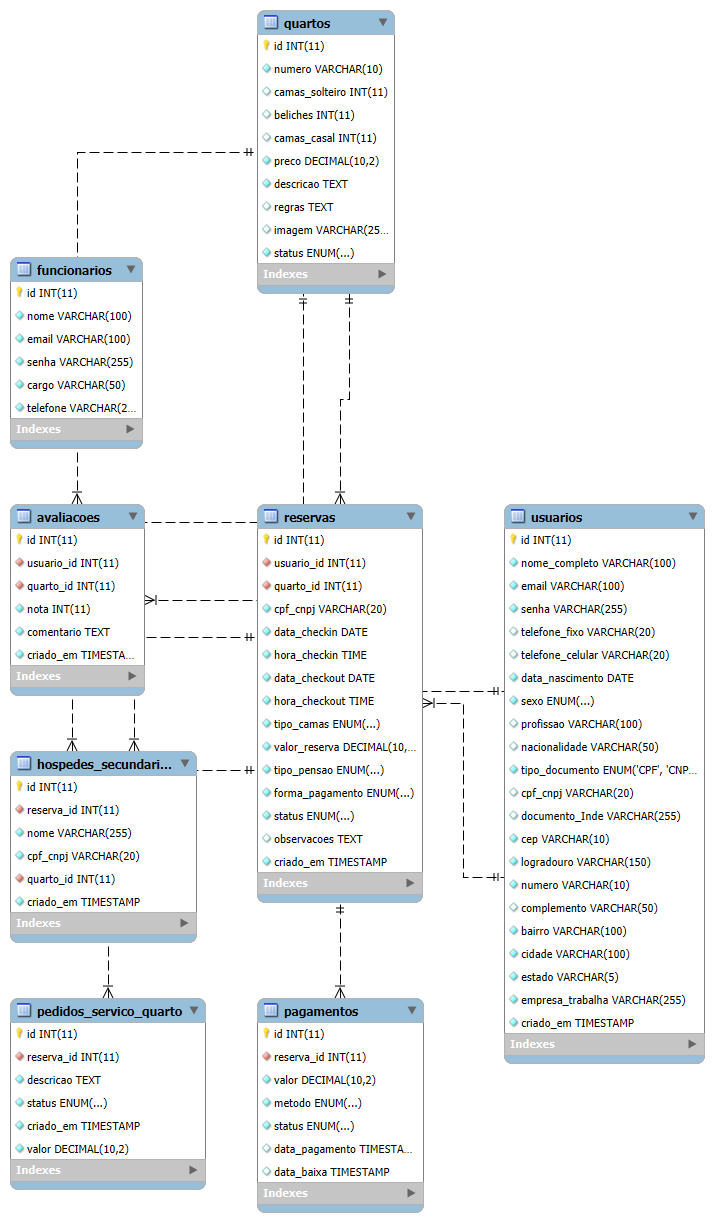 quartos
id INT(11)
numero VARCHAR(10)
camas_solteiro INT(11)
beliches INT(11)
camas_casal INT(11)
preco DECIMAL(10,2)
descricao TEXT
regras TEXT
imagem VARCHAR(25...
status ENUM(...)
Indexes
funcionarios
id INT(11)
nome VARCHAR(100)
email VARCHAR(100)
senha VARCHAR(255)
cargo VARCHAR(50)
telefone VARCHAR(2...
Indexes
avaliacoes
id INT(11)
usuario_id INT(11)
quarto_id INT(11)
nota INT(11)
comentario TEXT
criado_em TIMESTA...
Indexes
reservas
id INT(11)
usuario_id INT(11)
quarto_id INT(11)
cpf_cnpj VARCHAR(20)
data_checkin DATE
hora_checkin TIME
data_checkout DATE
hora_checkout TIME
tipo_camas ENUM(...)
valor_reserva DECIMAL(10,...
tipo_pensao ENUM(...)
forma_pagamento ENUM(...)
status ENUM(...)
observacoes TEXT
criado_em TIMESTAMP
Indexes
usuarios
id INT(11)
nome_completo VARCHAR(100)
email VARCHAR(100)
senha VARCHAR(255)
telefone_fixo VARCHAR(20)
telefone_celular VARCHAR(20)
data_nascimento DATE
sexo ENUM(...)
profissao VARCHAR(100)
nacionalidade VARCHAR(50)
tipo_documento ENUM('CPF', 'CNP...
cpf_cnpj VARCHAR(20)
documento_Inde VARCHAR(255)
cep VARCHAR(10)
logradouro VARCHAR(150)
numero VARCHAR(10)
complemento VARCHAR(50)
bairro VARCHAR(100)
cidade VARCHAR(100)
estado VARCHAR(5)
empresa_trabalha VARCHAR(255)
criado_em TIMESTAMP
Indexes
hospedes_secundari...
id INT(11)
reserva_id INT(11)
nome VARCHAR(255)
cpf_cnpj VARCHAR(20)
quarto_id INT(11)
criado_em TIMESTAMP
Indexes
pedidos_servico_quarto
id INT(11)
reserva_id INT(11)
descricao TEXT
status ENUM(...)
criado_em TIMESTAMP
valor DECIMAL(10,2)
Indexes
pagamentos
id INT(11)
reserva_id INT(11)
valor DECIMAL(10,2)
metodo ENUM(...)
status ENUM(...)
data_pagamento TIMESTA...
data_baixa TIMESTAMP
Indexes